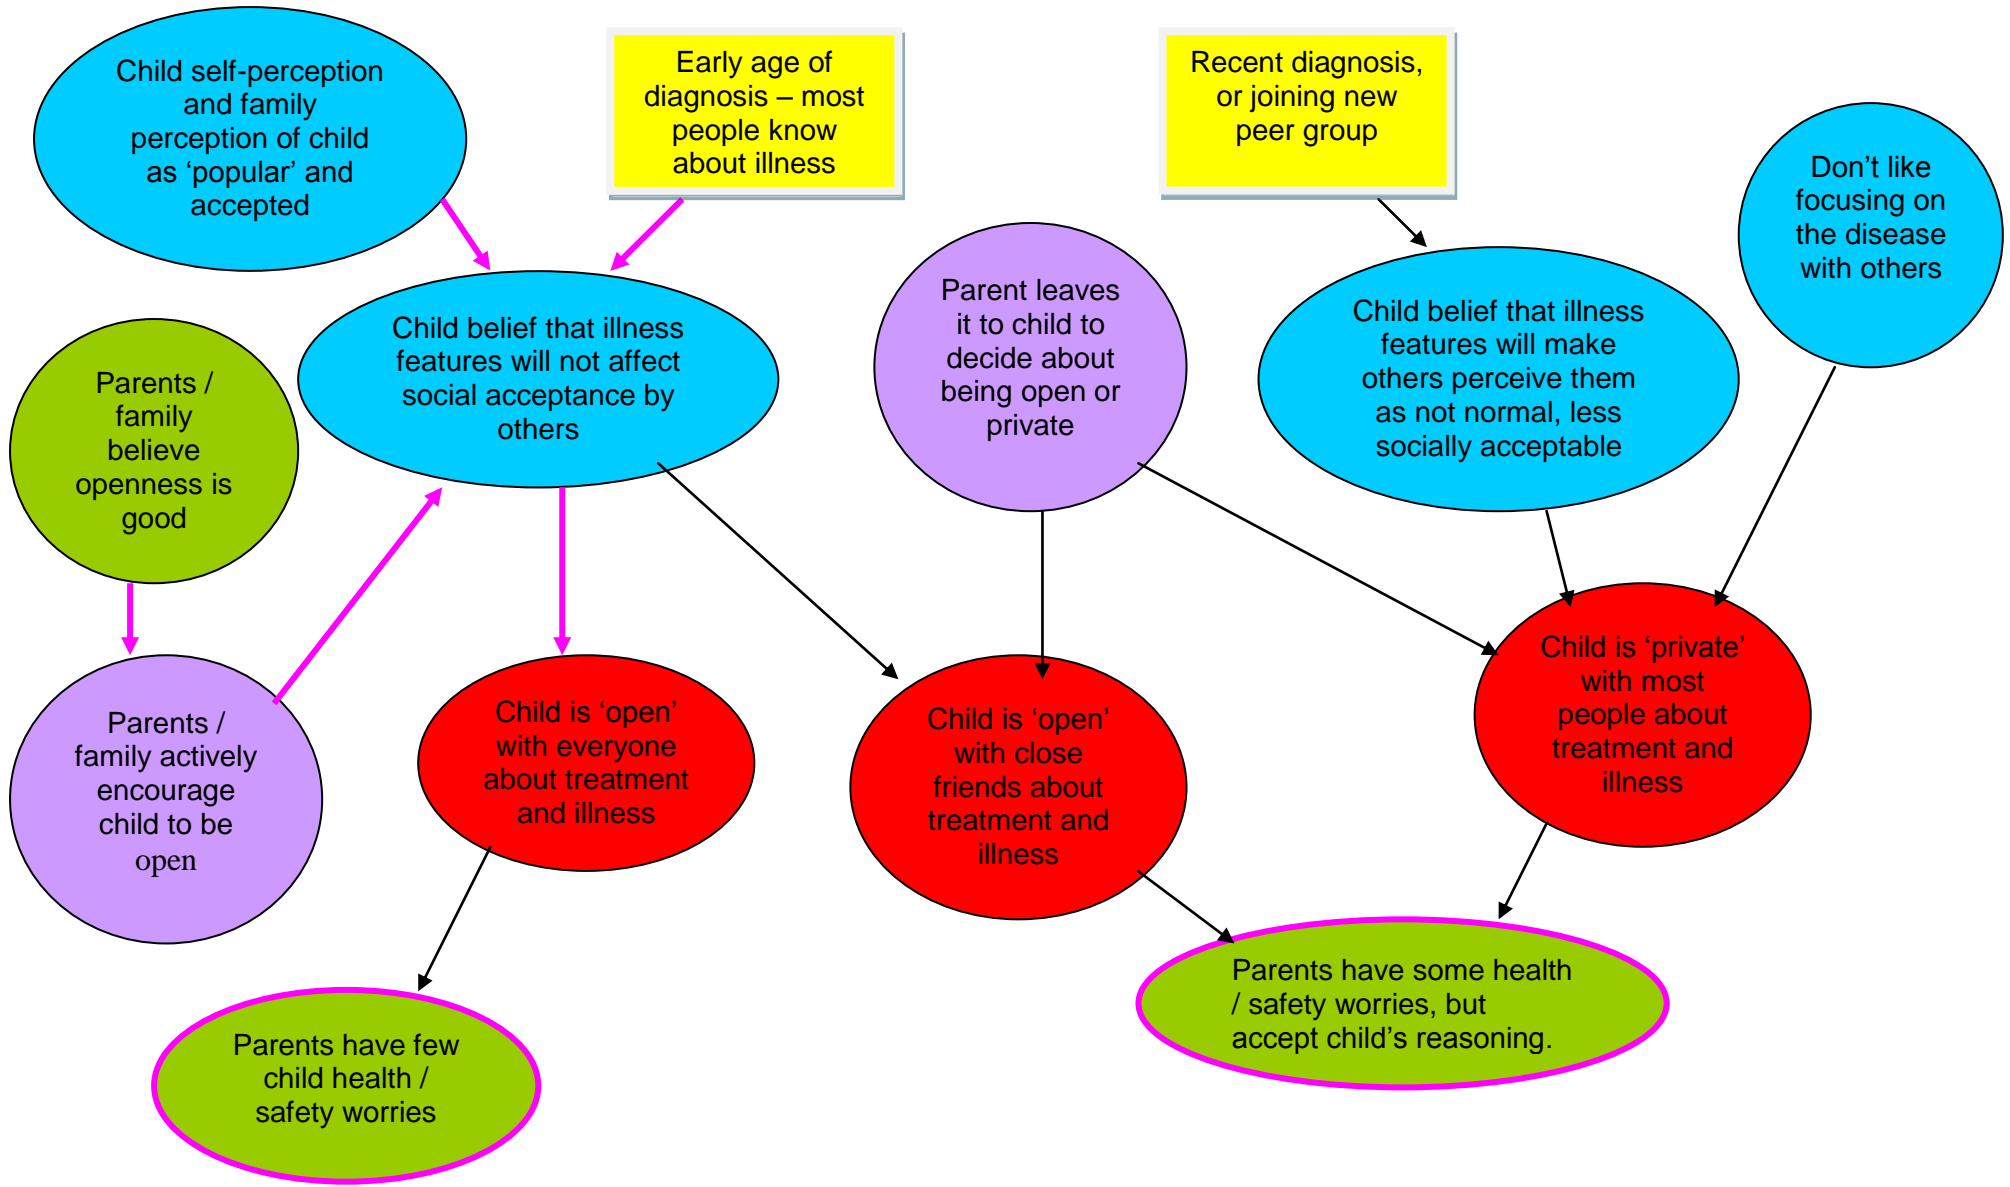 Child self-perception
and family
perception of child
as ‘popular’ and
accepted
Early age of
diagnosis – most
people know
about illness
Recent diagnosis,
or joining new
peer group
Don’t like
focusing on
the disease
with others
Parents /
family
believe
openness is
good
Child belief that illness
features will not affect
social acceptance by
others
Parent leaves
it to child to
decide about
being open or
private
Child belief that illness
features will make
others perceive them
as not normal, less
socially acceptable
Parents /
family actively
encourage
child to be
open
Child is ‘open’
with everyone
about treatment
and illness
Child is ‘open’
with close
friends about
treatment and
illness
Child is ‘private’
with most
people about
treatment and
illness
Parents have few
child health /
safety worries
Parents have some health
/ safety worries, but
accept child’s reasoning.